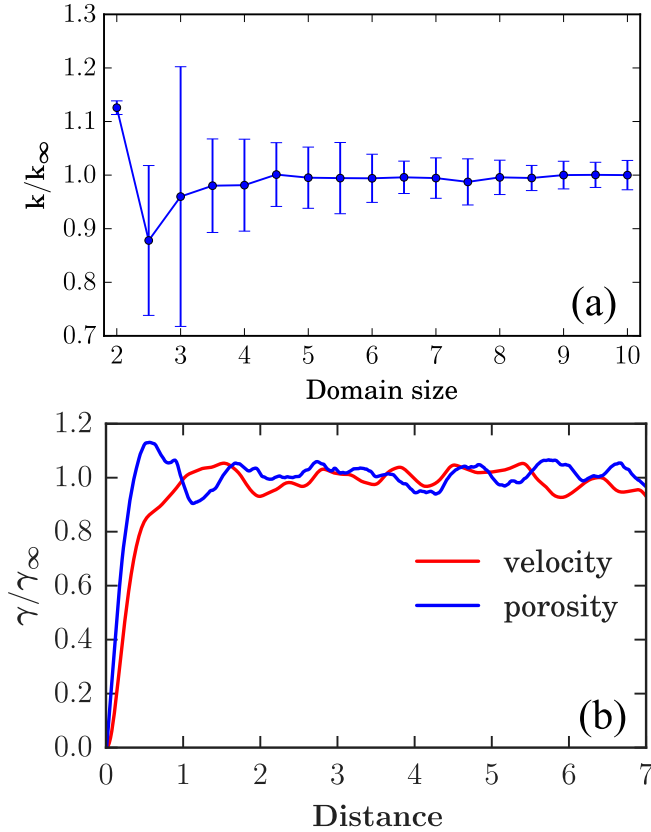 1.3
1.2
1.1
1.0
0.9
0.8
0.7
k/k∞
(a)
2 3 4 5 6 7 8 9 10
Domain size
1.2
1.0
0.8
0.6
0.4
0.2
0.0
γ/γ∞
velocity
porosity
(b)
0 1 2 3 4 5 6 7
Distance